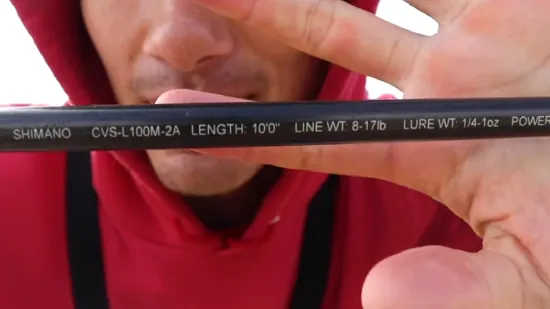 SHIMANO CVS-L100M-2A LENGTH: 10'0" LINE WT: 8-17lb LURE WT: 1/4-1oz POWER